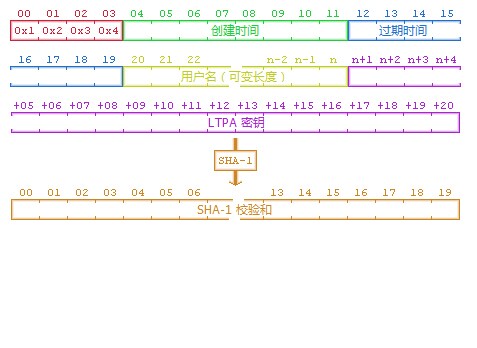 00 01 02 03 04 05 06 07 08 09 10 11 12 13 14 15
0x1 0x2 0x3 0x4 创建时间 过期时间
16 17 18 19 20 21 22 n-2 n-1 n n+1 n+2 n+3 n+4
用户名（可变长度）
+05 +06 +07 +08 +09 +10 +11 +12 +13 +14 +15 +16 +17 +18 +19 +20
LTPA 密钥
SHA-1
00 01 02 03 04 05 06 13 14 15 16 17 18 19
SHA-1 校验和